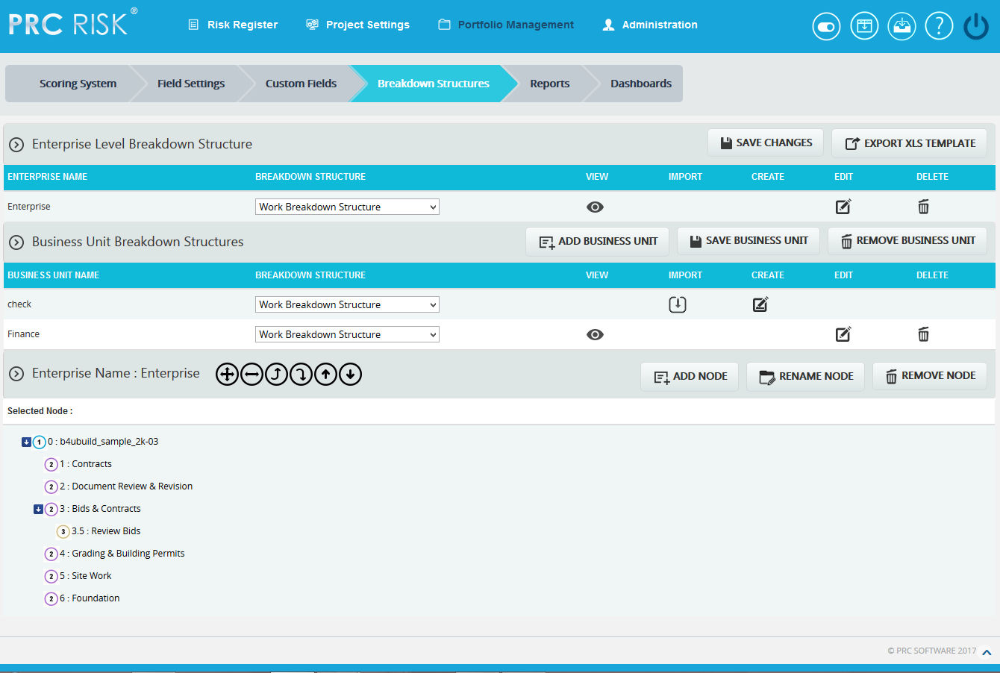 PRC RISK®
Risk Register
Project Settings
Portfolio Management
Administration
?
Scoring System
Field Settings
Custom Fields
Breakdown Structures
Reports
Dashboards
Enterprise Level Breakdown Structure
SAVE CHANGES
EXPORT XLS TEMPLATE
ENTERPRISE NAME BREAKDOWN STRUCTURE VIEW IMPORT CREATE EDIT DELETE
Enterprise Work Breakdown Structure
Business Unit Breakdown Structures
ADD BUSINESS UNIT
SAVE BUSINESS UNIT
REMOVE BUSINESS UNIT
BUSINESS UNIT NAME BREAKDOWN STRUCTURE VIEW IMPORT CREATE EDIT DELETE
check Work Breakdown Structure
Finance Work Breakdown Structure
Enterprise Name : Enterprise
ADD NODE
RENAME NODE
REMOVE NODE
Selected Node :
1 0 : b4ubuild_sample_2k-03
2 1 : Contracts
2 2 : Document Review & Revision
2 3 : Bids & Contracts
3 3.5 : Review Bids
2 4 : Grading & Building Permits
2 5 : Site Work
2 6 : Foundation
© PRC SOFTWARE 2017